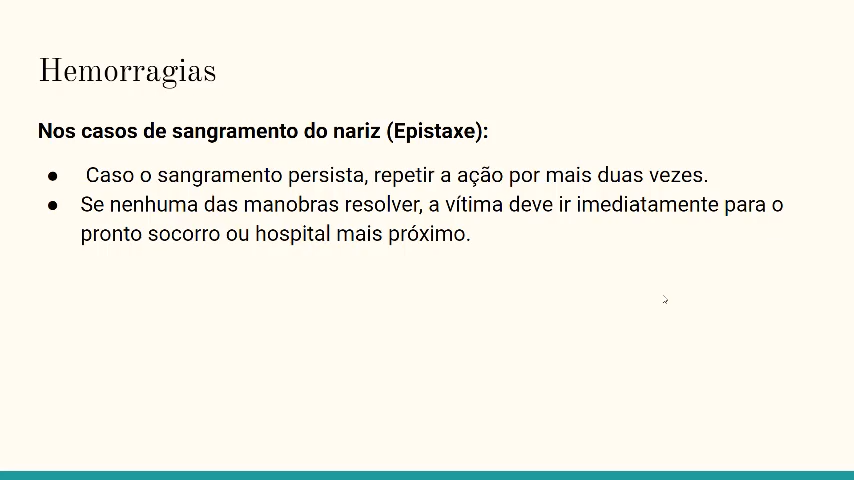 Hemorragias
Nos casos de sangramento do nariz (Epistaxe):
● Caso o sangramento persista, repetir a ação por mais duas vezes.
● Se nenhuma das manobras resolver, a vítima deve ir imediatamente para o
pronto socorro ou hospital mais próximo.